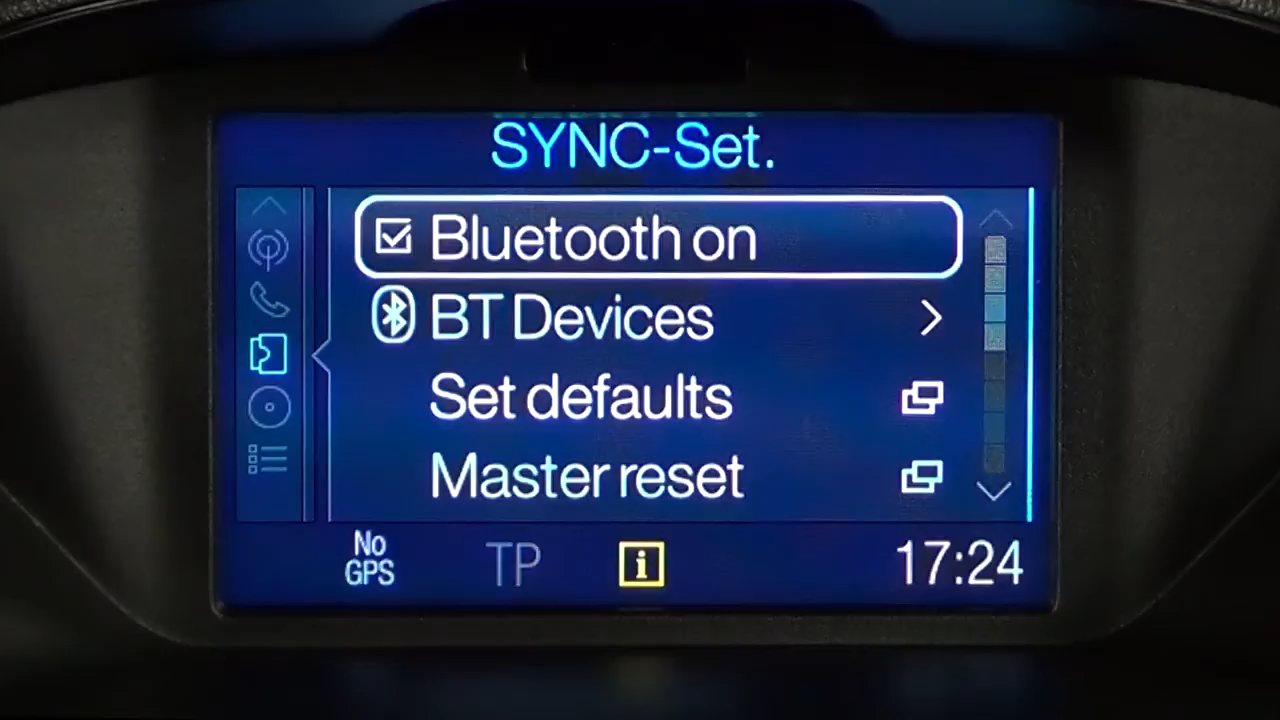 SYNC-Set.
Bluetooth on
BT Devices
Set defaults
Master reset
No
GPS
TP
i
17:24